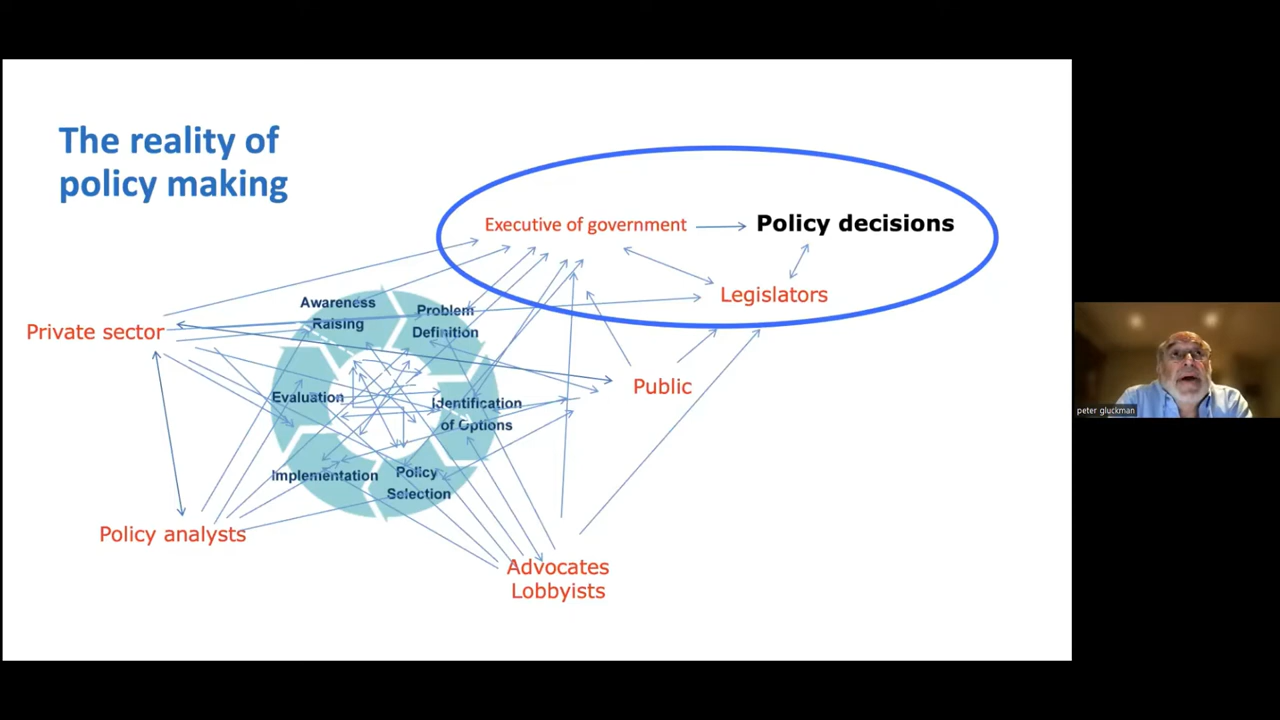 The reality of
policy making
Executive of government
Policy decisions
Legislators
Awareness
Raising
Problem
Definition
Private sector
Public
Evaluation
Identification
of Options
Implementation
Policy
Selection
Policy analysts
Advocates
Lobbyists
peter gluckman